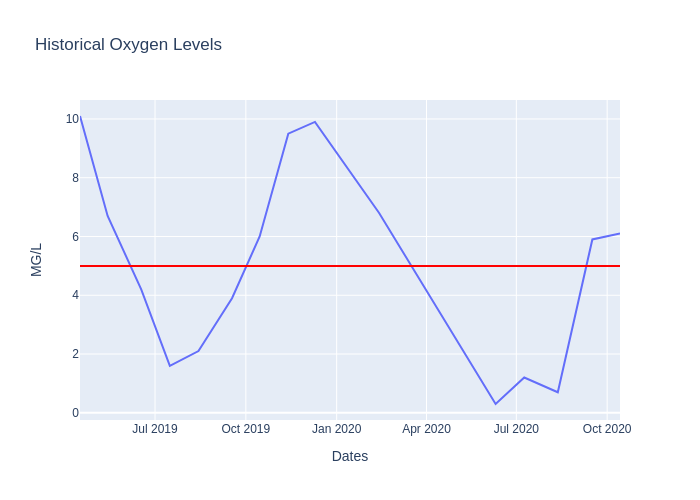 Historical Oxygen Levels
10
8
6
4
2
0
MG/L
Jul 2019
Oct 2019
Jan 2020
Apr 2020
Jul 2020
Oct 2020
Dates